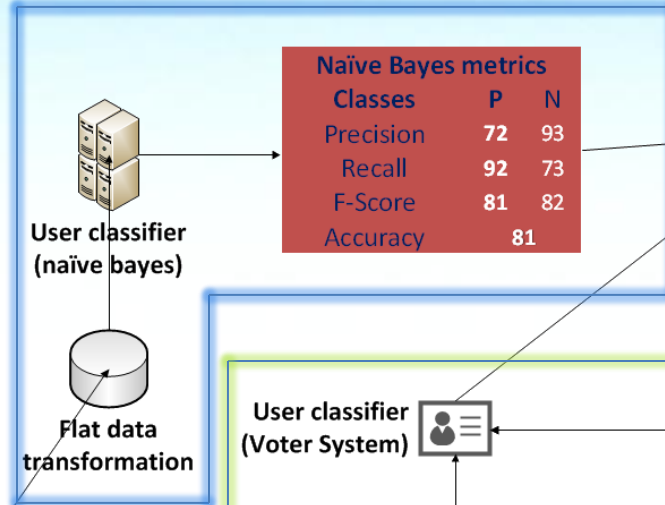 Naïve Bayes metrics
Classes P N
Precision 72 93
Recall 92 73
F-Score 81 82
Accuracy 81
User classifier
(naïve bayes)
Flat data
transformation
User classifier
(Voter System)